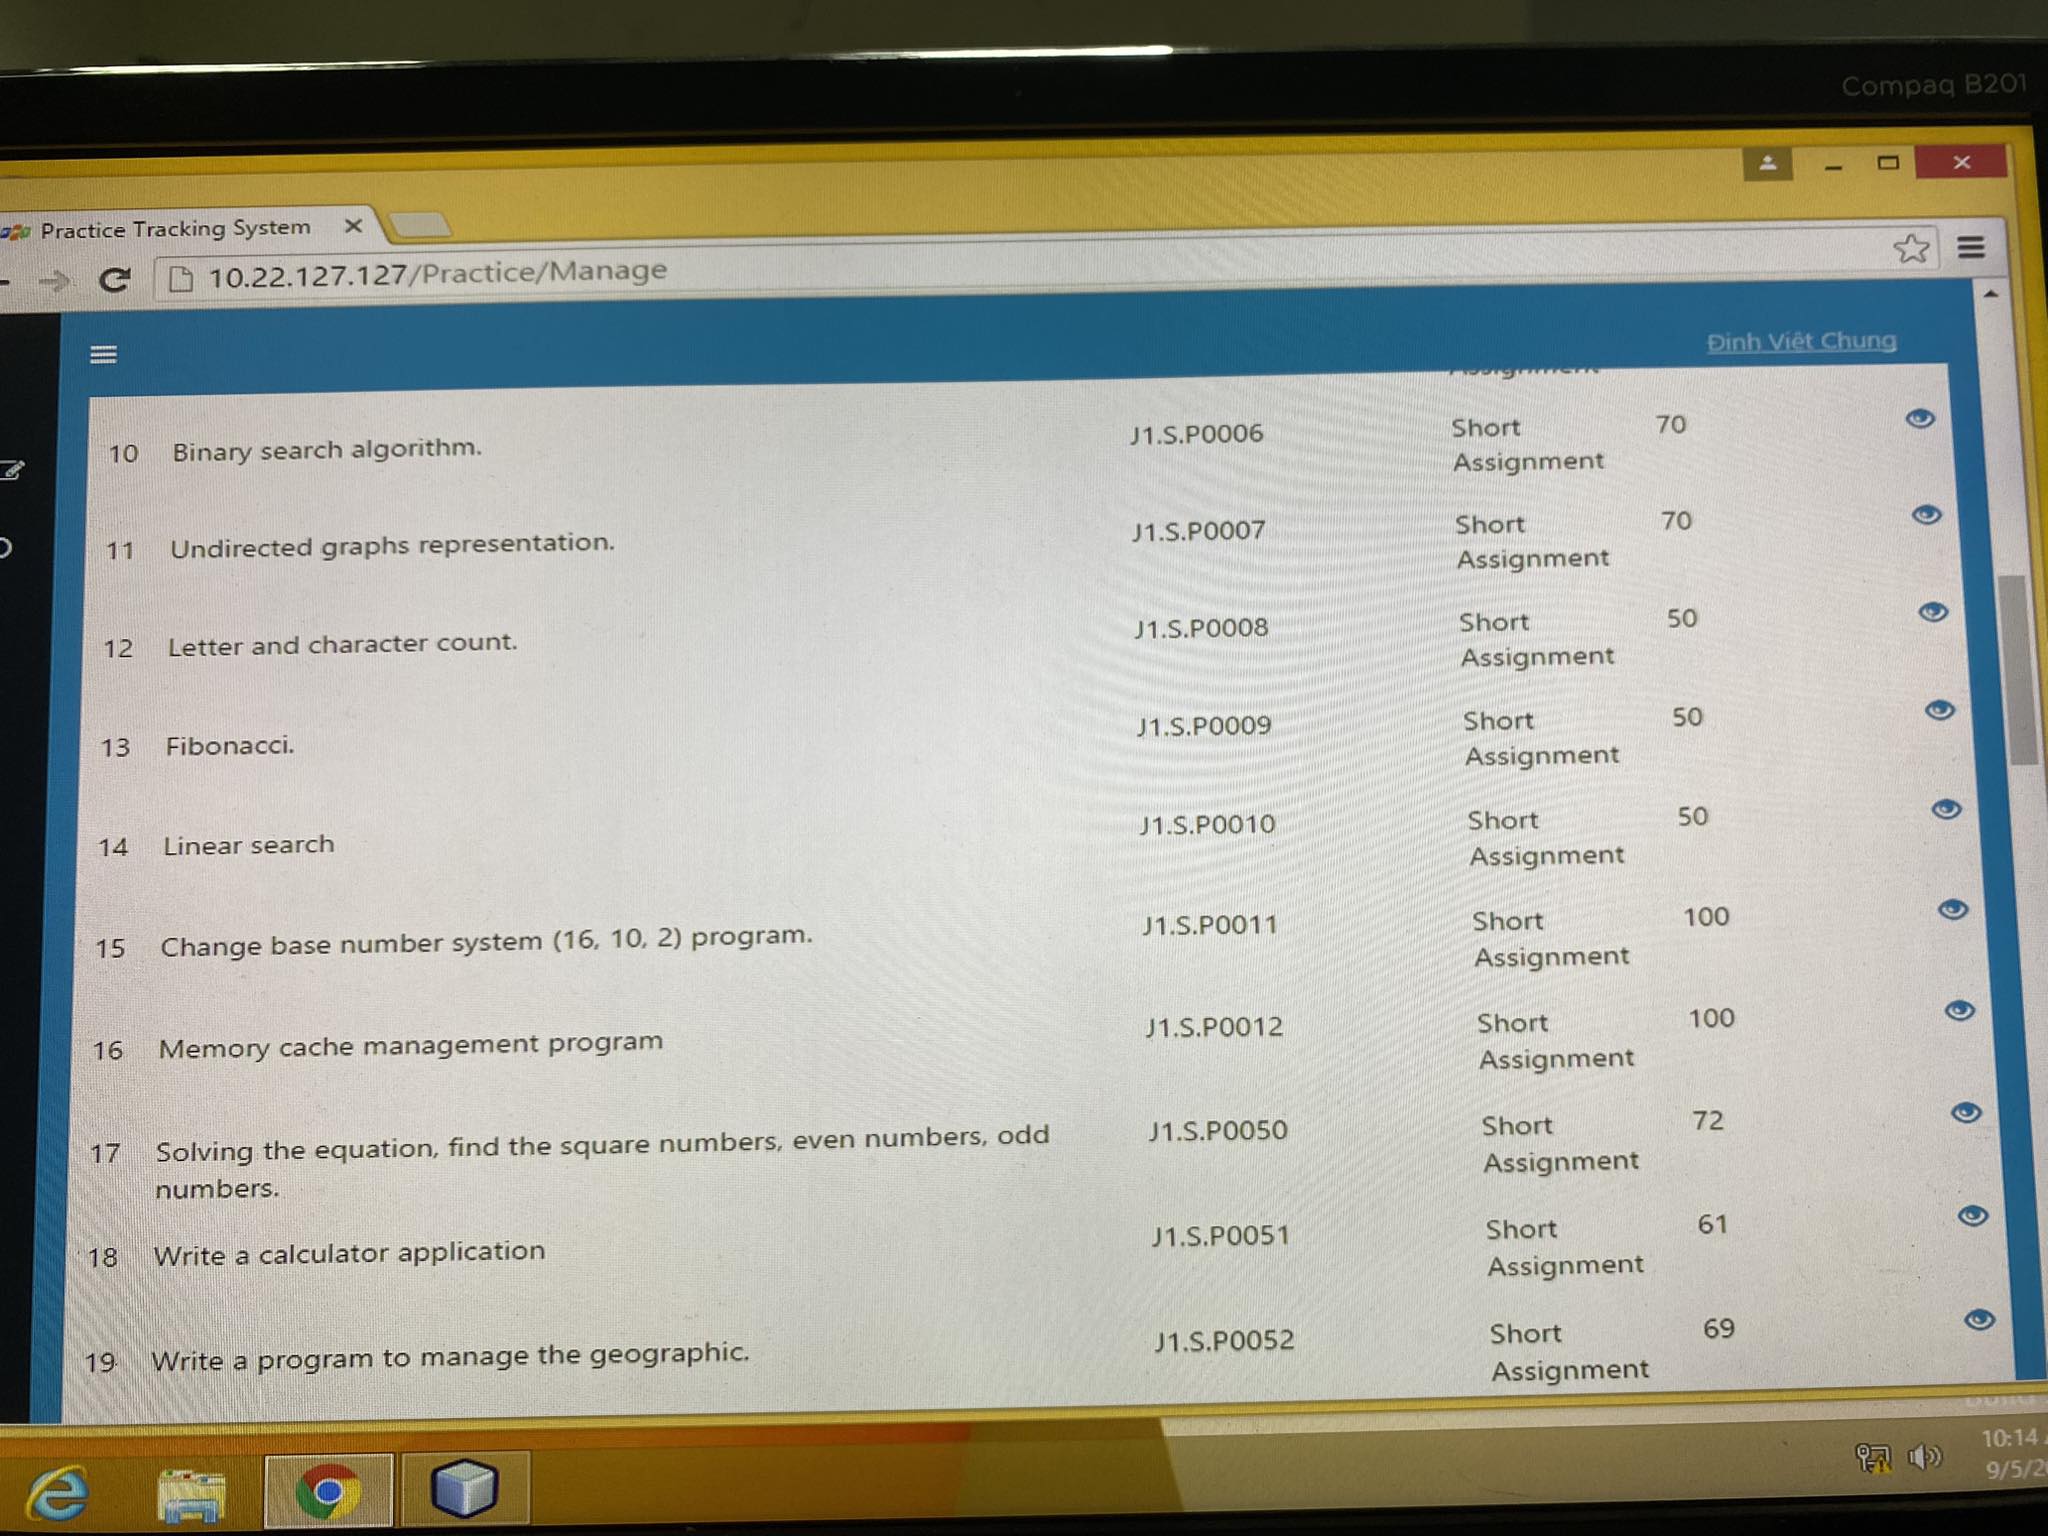 Compaq B201
Practice Tracking System
10.22.127.127/Practice/Manage
Đinh Viêt Chung
Assignment
10 Binary search algorithm. J1.S.P0006 Short Assignment 70
11 Undirected graphs representation. J1.S.P0007 Short Assignment 70
12 Letter and character count. J1.S.P0008 Short Assignment 50
13 Fibonacci. J1.S.P0009 Short Assignment 50
14 Linear search J1.S.P0010 Short Assignment 50
15 Change base number system (16, 10, 2) program. J1.S.P0011 Short Assignment 100
16 Memory cache management program J1.S.P0012 Short Assignment 100
17 Solving the equation, find the square numbers, even numbers, odd J1.S.P0050 Short Assignment 72
numbers.
18 Write a calculator application J1.S.P0051 Short Assignment 61
19 Write a program to manage the geographic. J1.S.P0052 Short Assignment 69
10:14
9/5/2